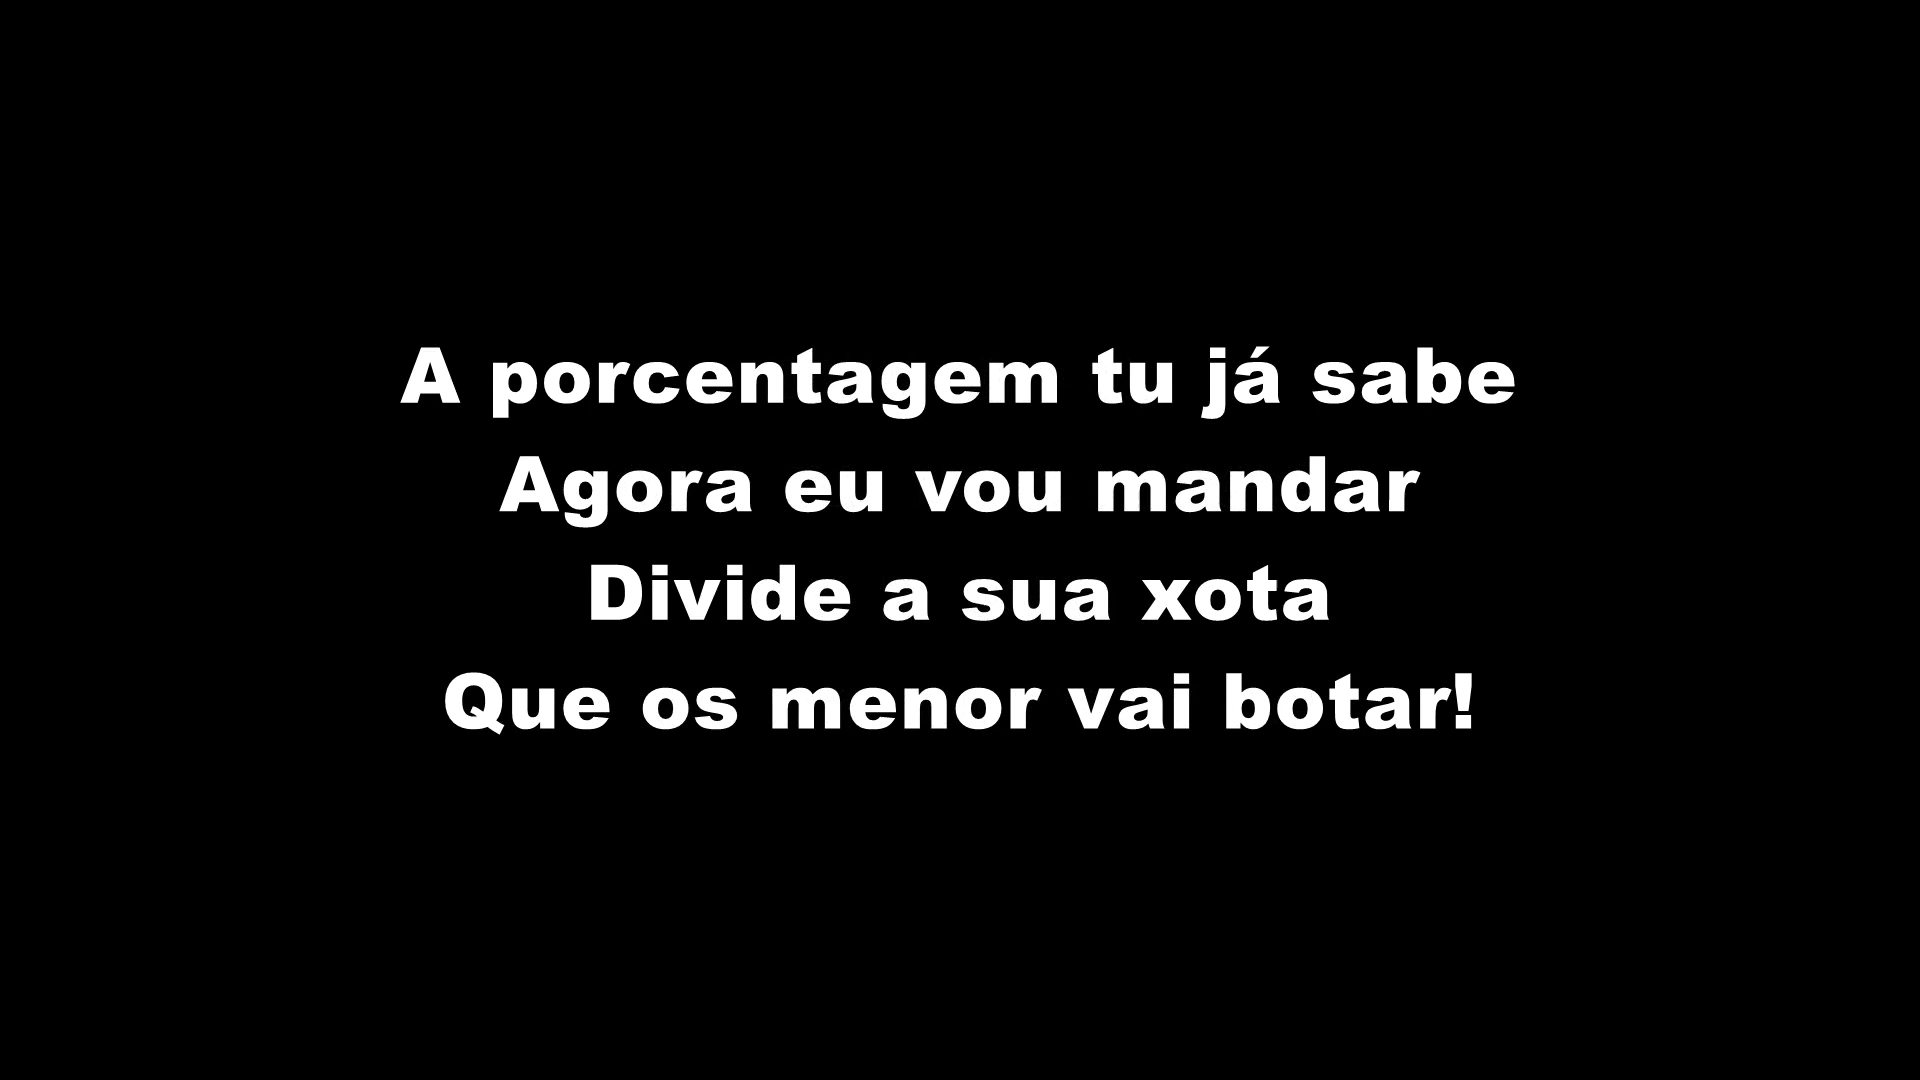 A porcentagem tu já sabe
Agora eu vou mandar
Divide a sua xota
Que os menor vai botar!